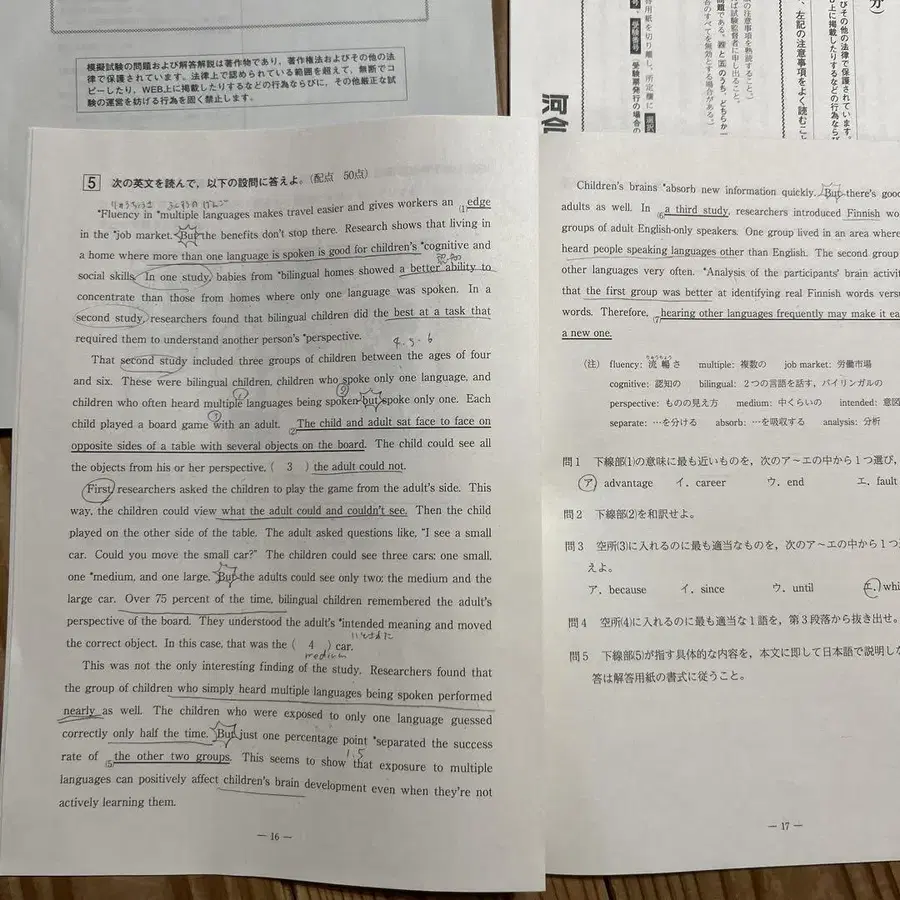 模擬試験の問題および解答解説は著作物であり、著作権法およびその他の法
律で保護されています。法律上で認められている範囲を超えて、無断でコ
ピーしたり、WEB上に掲載したりするなどの行為ならびに、その他厳正な試
験の運営を妨げる行為を固く禁止します。
河合
5 次の英文を読んで，以下の設問に答えよ。（配点 50点）
*Fluency in *multiple languages makes travel easier and gives workers an (1)edge
in the *job market. But the benefits don't stop there. Research shows that living in
a home where more than one language is spoken is good for children's *cognitive and
認知
social skills. In one study, babies from *bilingual homes showed a better ability to
concentrate than those from homes where only one language was spoken. In a
second study, researchers found that bilingual children did the best at a task that
required them to understand another person's *perspective.
4.5.6
That second study included three groups of children between the ages of four
and six. These were bilingual children, children who spoke only one language, and
children who often heard multiple languages being spoken but spoke only one. Each
child played a board game with an adult. (2)The child and adult sat face to face on
opposite sides of a table with several objects on the board. The child could see all
the objects from his or her perspective, ( 3 ) the adult could not.
First, researchers asked the children to play the game from the adult's side. This
way, the children could view what the adult could and couldn't see. Then the child
played on the other side of the table. The adult asked questions like, "I see a small
car. Could you move the small car?" The children could see three cars: one small,
one *medium, and one large. But the adults could see only two: the medium and the
large car. Over 75 percent of the time, bilingual children remembered the adult's
perspective of the board. They understood the adult's *intended meaning and moved
the correct object. In this case, that was the ( 4 ) car.
medium
This was not the only interesting finding of the study. Researchers found that
the group of children who simply heard multiple languages being spoken performed
nearly as well. The children who were exposed to only one language guessed
correctly only half the time. But just one percentage point *separated the success
rate of (5)the other two groups. This seems to show that exposure to multiple
languages can positively affect children's brain development even when they're not
actively learning them.
— 16 —
Children's brains *absorb new information quickly. But there's good
adults as well. In (6)a third study, researchers introduced Finnish wo
groups of adult English-only speakers. One group lived in an area where
heard people speaking languages other than English. The second group
other languages very often. *Analysis of the participants' brain activi
that the first group was better at identifying real Finnish words vers
words. Therefore, (7)hearing other languages frequently may make it ea
a new one.
（注） fluency: 流暢さ multiple: 複数の job market: 労働市場
cognitive: 認知の bilingual: 2つの言語を話す，バイリンガルの
perspective: ものの見え方 medium: 中くらいの intended: 意図
separate: …を分ける absorb: …を吸収する analysis: 分析
問1 下線部(1)の意味に最も近いものを，次のア～エの中から1つ選び，
ア．advantage イ．career ウ．end エ．fault
問2 下線部(2)を和訳せよ。
問3 空所(3)に入れるのに最も適当なものを，次のア～エの中から1つ
えよ。
ア．because イ．since ウ．until エ．whi
問4 空所(4)に入れるのに最も適当な1語を，第3段落から抜き出せ。
問5 下線部(5)が指す具体的な内容を，本文に即して日本語で説明し
答は解答用紙の書式に従うこと。
— 17 —